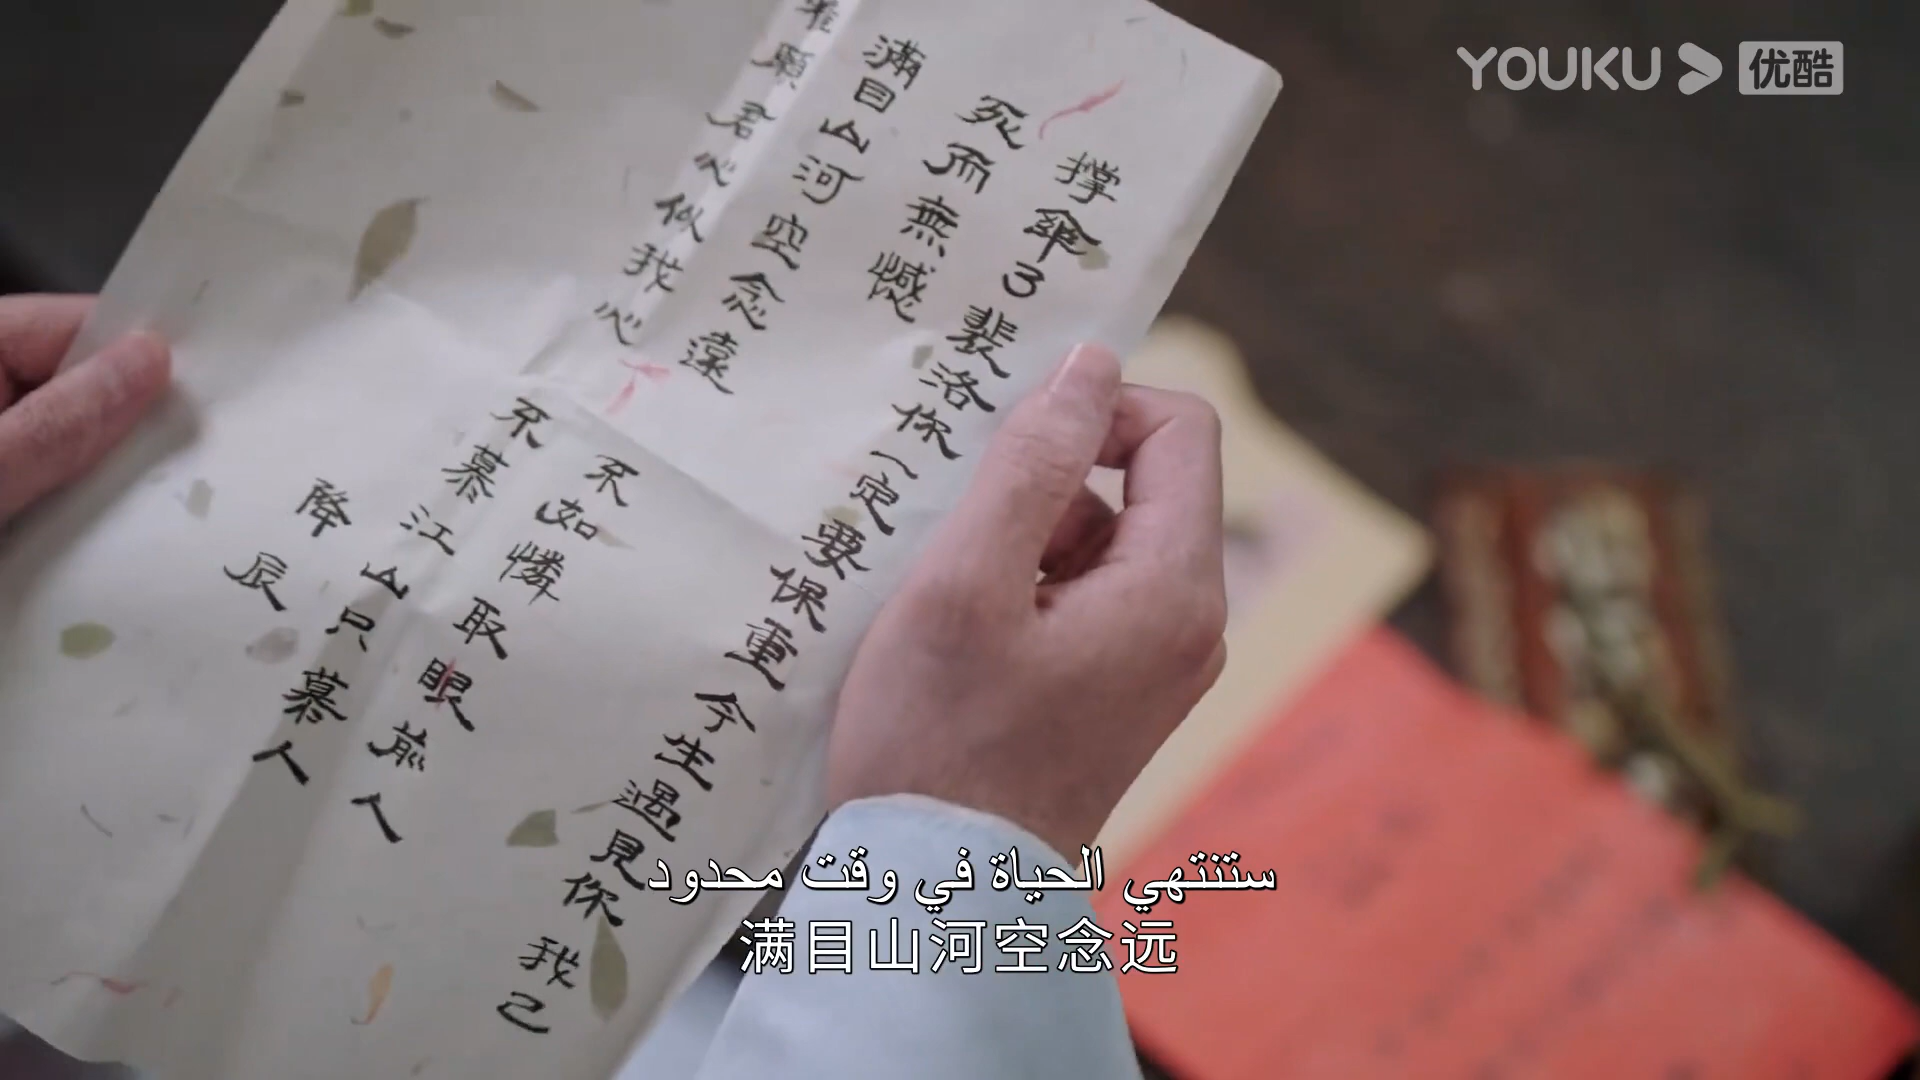 YOUKU 优酷
撐傘了裴洛你一定要保重今生遇見你我已
死而無憾
滿目山河空念遠
不如憐取眼前人
願君心似我心
不慕江山只慕人
降辰
ستنتهي الحياة في وقت محدود
满目山河空念远